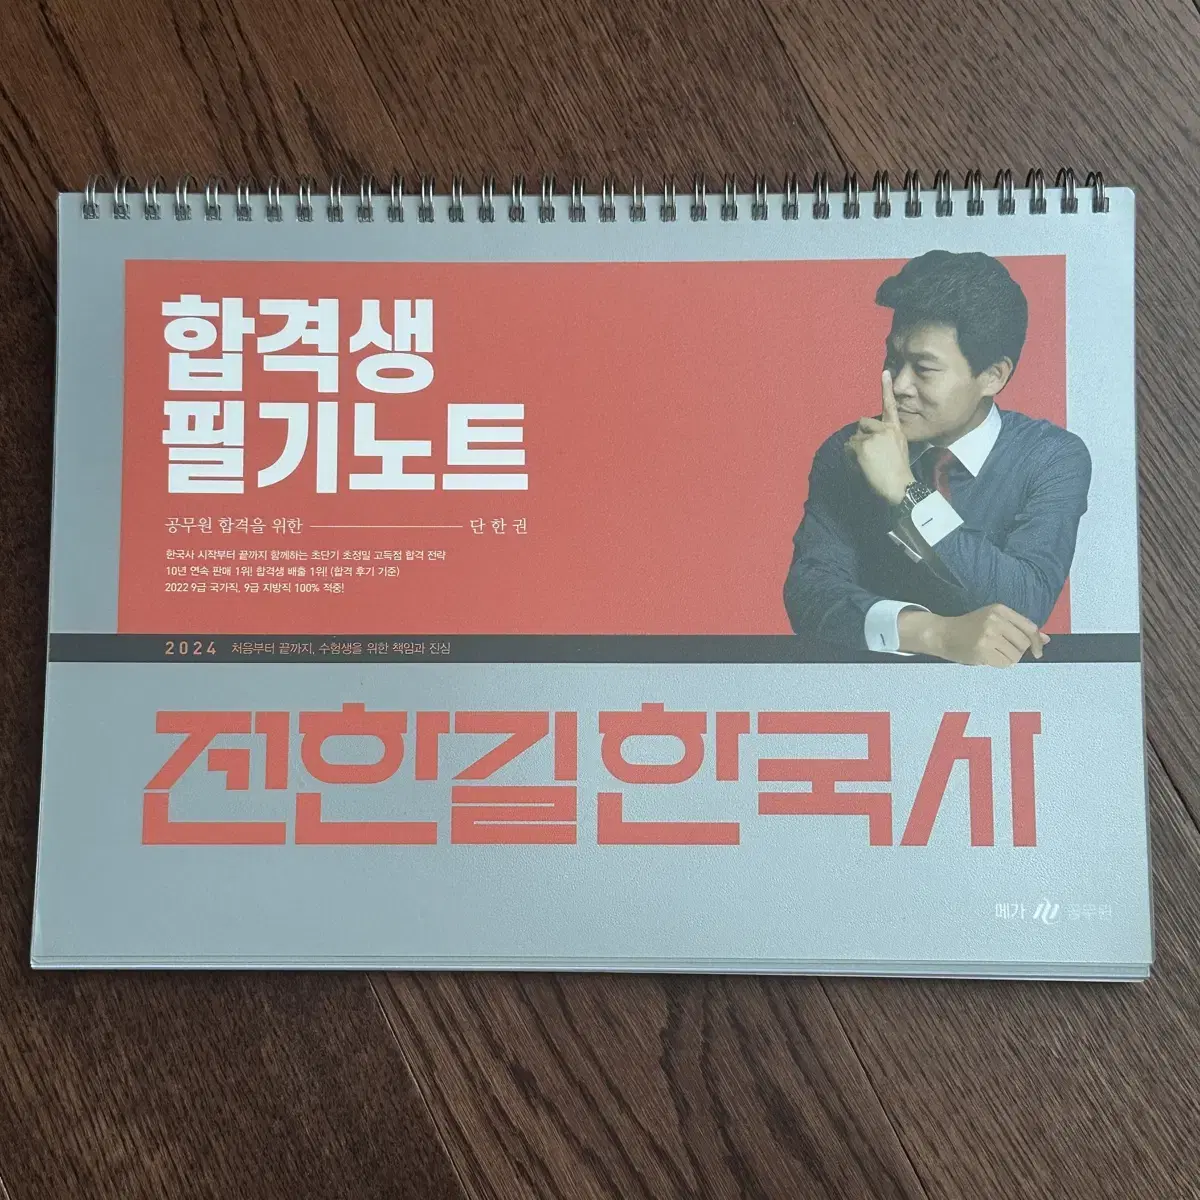 합격생
필기노트
공무원 합격을 위한 단 한 권
한국사 시작부터 끝까지 함께하는 초단기 초정밀 고득점 합격 전략
10년 연속 판매 1위! 합격생 배출 1위! (합격 후기 기준)
2022 9급 국가직, 9급 지방직 100% 적중!
2024 처음부터 끝까지, 수험생을 위한 책임과 진심
전한길한국사
메가 공무원